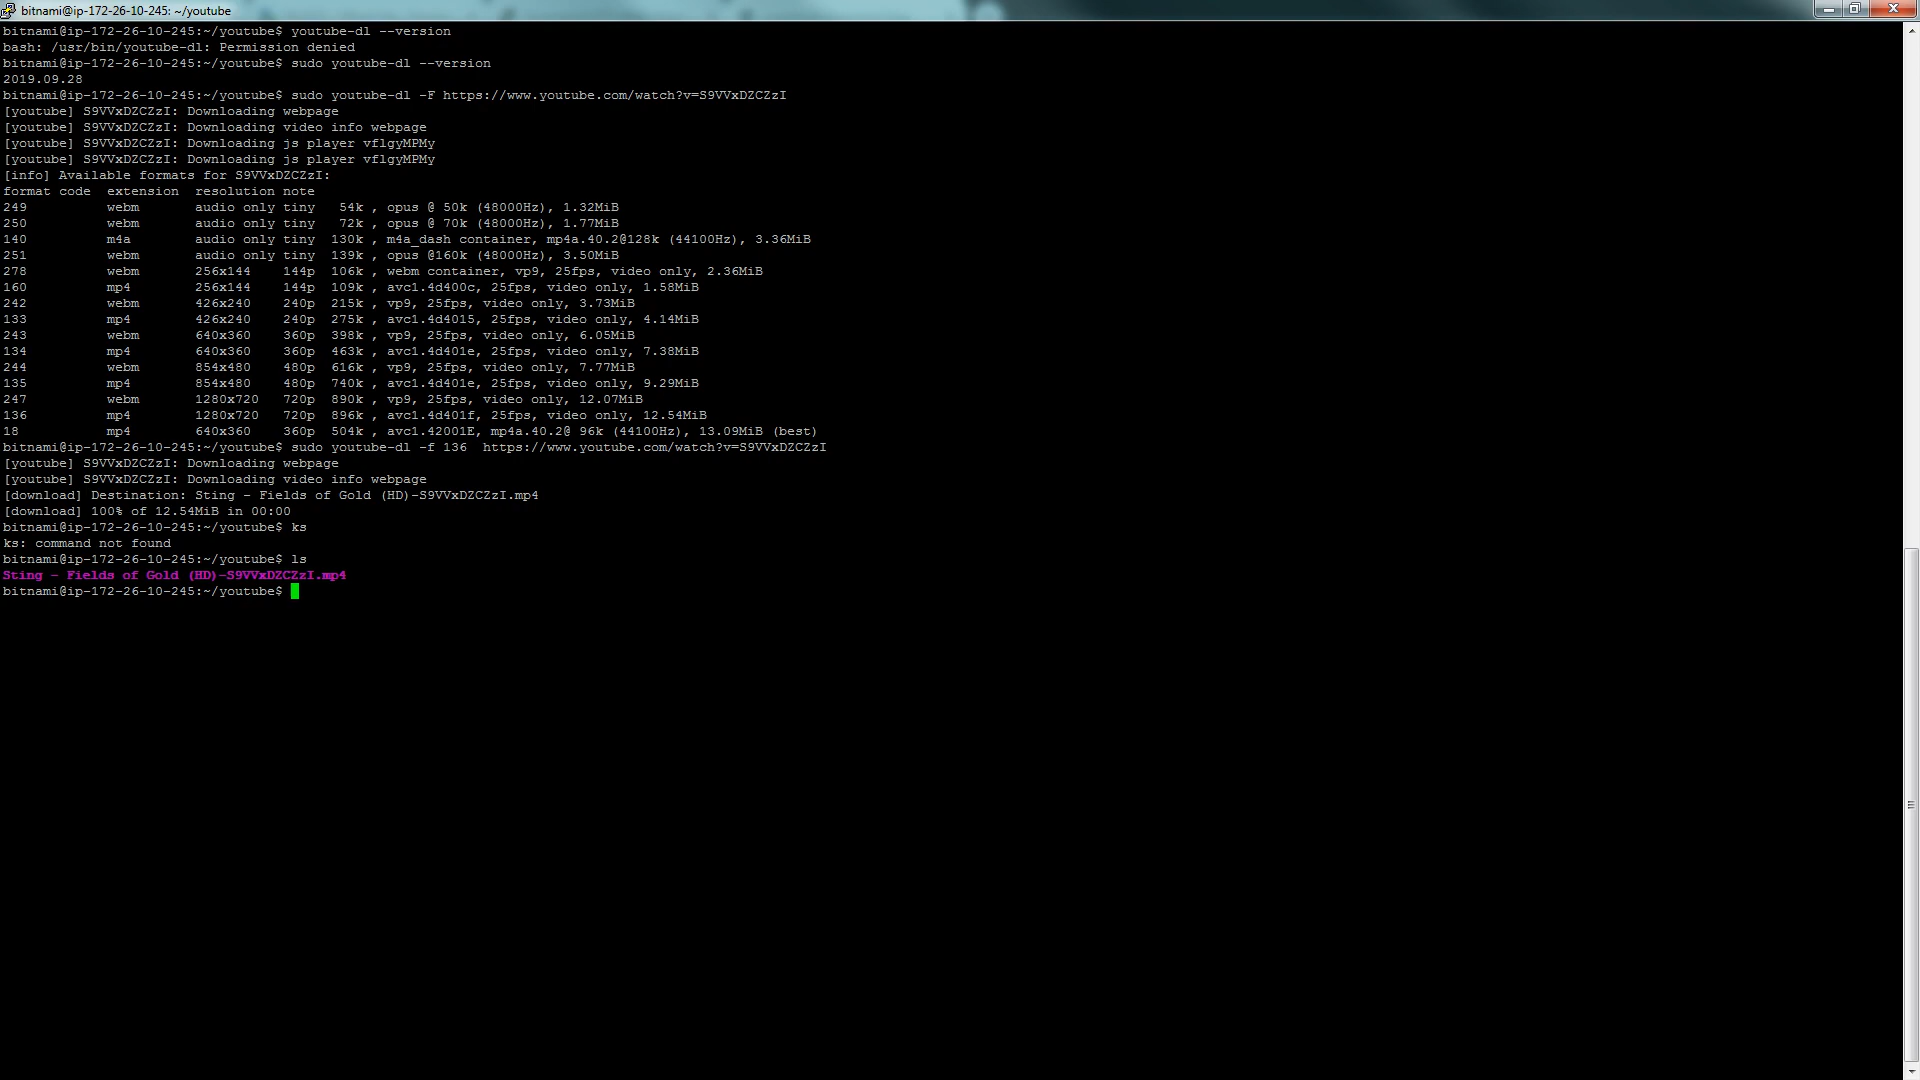 bitnami@ip-172-26-10-245: ~/youtube
bitnami@ip-172-26-10-245:~/youtube$ youtube-dl --version
bash: /usr/bin/youtube-dl: Permission denied
bitnami@ip-172-26-10-245:~/youtube$ sudo youtube-dl --version
2019.09.28
bitnami@ip-172-26-10-245:~/youtube$ sudo youtube-dl -F https://www.youtube.com/watch?v=S9VVxDZCZzI
[youtube] S9VVxDZCZzI: Downloading webpage
[youtube] S9VVxDZCZzI: Downloading video info webpage
[youtube] S9VVxDZCZzI: Downloading js player vflgyMPMy
[youtube] S9VVxDZCZzI: Downloading js player vflgyMPMy
[info] Available formats for S9VVxDZCZzI:
format code  extension  resolution note
249          webm       audio only tiny   54k , opus @ 50k (48000Hz), 1.32MiB
250          webm       audio only tiny   72k , opus @ 70k (48000Hz), 1.77MiB
140          m4a        audio only tiny  130k , m4a_dash container, mp4a.40.2@128k (44100Hz), 3.36MiB
251          webm       audio only tiny  139k , opus @160k (48000Hz), 3.50MiB
278          webm       256x144    144p  106k , webm container, vp9, 25fps, video only, 2.36MiB
160          mp4        256x144    144p  109k , avc1.4d400c, 25fps, video only, 1.58MiB
242          webm       426x240    240p  215k , vp9, 25fps, video only, 3.73MiB
133          mp4        426x240    240p  275k , avc1.4d4015, 25fps, video only, 4.14MiB
243          webm       640x360    360p  398k , vp9, 25fps, video only, 6.05MiB
134          mp4        640x360    360p  463k , avc1.4d401e, 25fps, video only, 7.38MiB
244          webm       854x480    480p  616k , vp9, 25fps, video only, 7.77MiB
135          mp4        854x480    480p  740k , avc1.4d401e, 25fps, video only, 9.29MiB
247          webm       1280x720   720p  890k , vp9, 25fps, video only, 12.07MiB
136          mp4        1280x720   720p  896k , avc1.4d401f, 25fps, video only, 12.54MiB
18           mp4        640x360    360p  504k , avc1.42001E, mp4a.40.2@ 96k (44100Hz), 13.09MiB (best)
bitnami@ip-172-26-10-245:~/youtube$ sudo youtube-dl -f 136  https://www.youtube.com/watch?v=S9VVxDZCZzI
[youtube] S9VVxDZCZzI: Downloading webpage
[youtube] S9VVxDZCZzI: Downloading video info webpage
[download] Destination: Sting - Fields of Gold (HD)-S9VVxDZCZzI.mp4
[download] 100% of 12.54MiB in 00:00
bitnami@ip-172-26-10-245:~/youtube$ ks
ks: command not found
bitnami@ip-172-26-10-245:~/youtube$ ls
Sting - Fields of Gold (HD)-S9VVxDZCZzI.mp4
bitnami@ip-172-26-10-245:~/youtube$